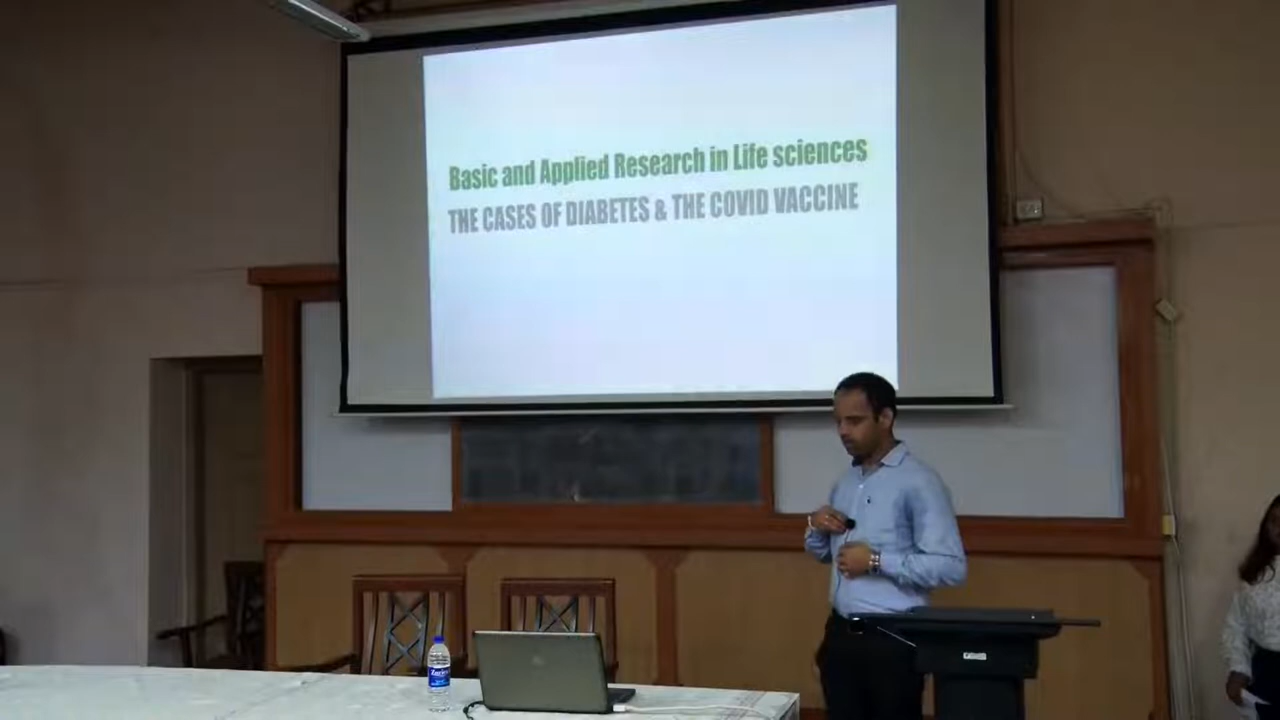 Basic and Applied Research in Life sciences
THE CASES OF DIABETES & THE COVID VACCINE